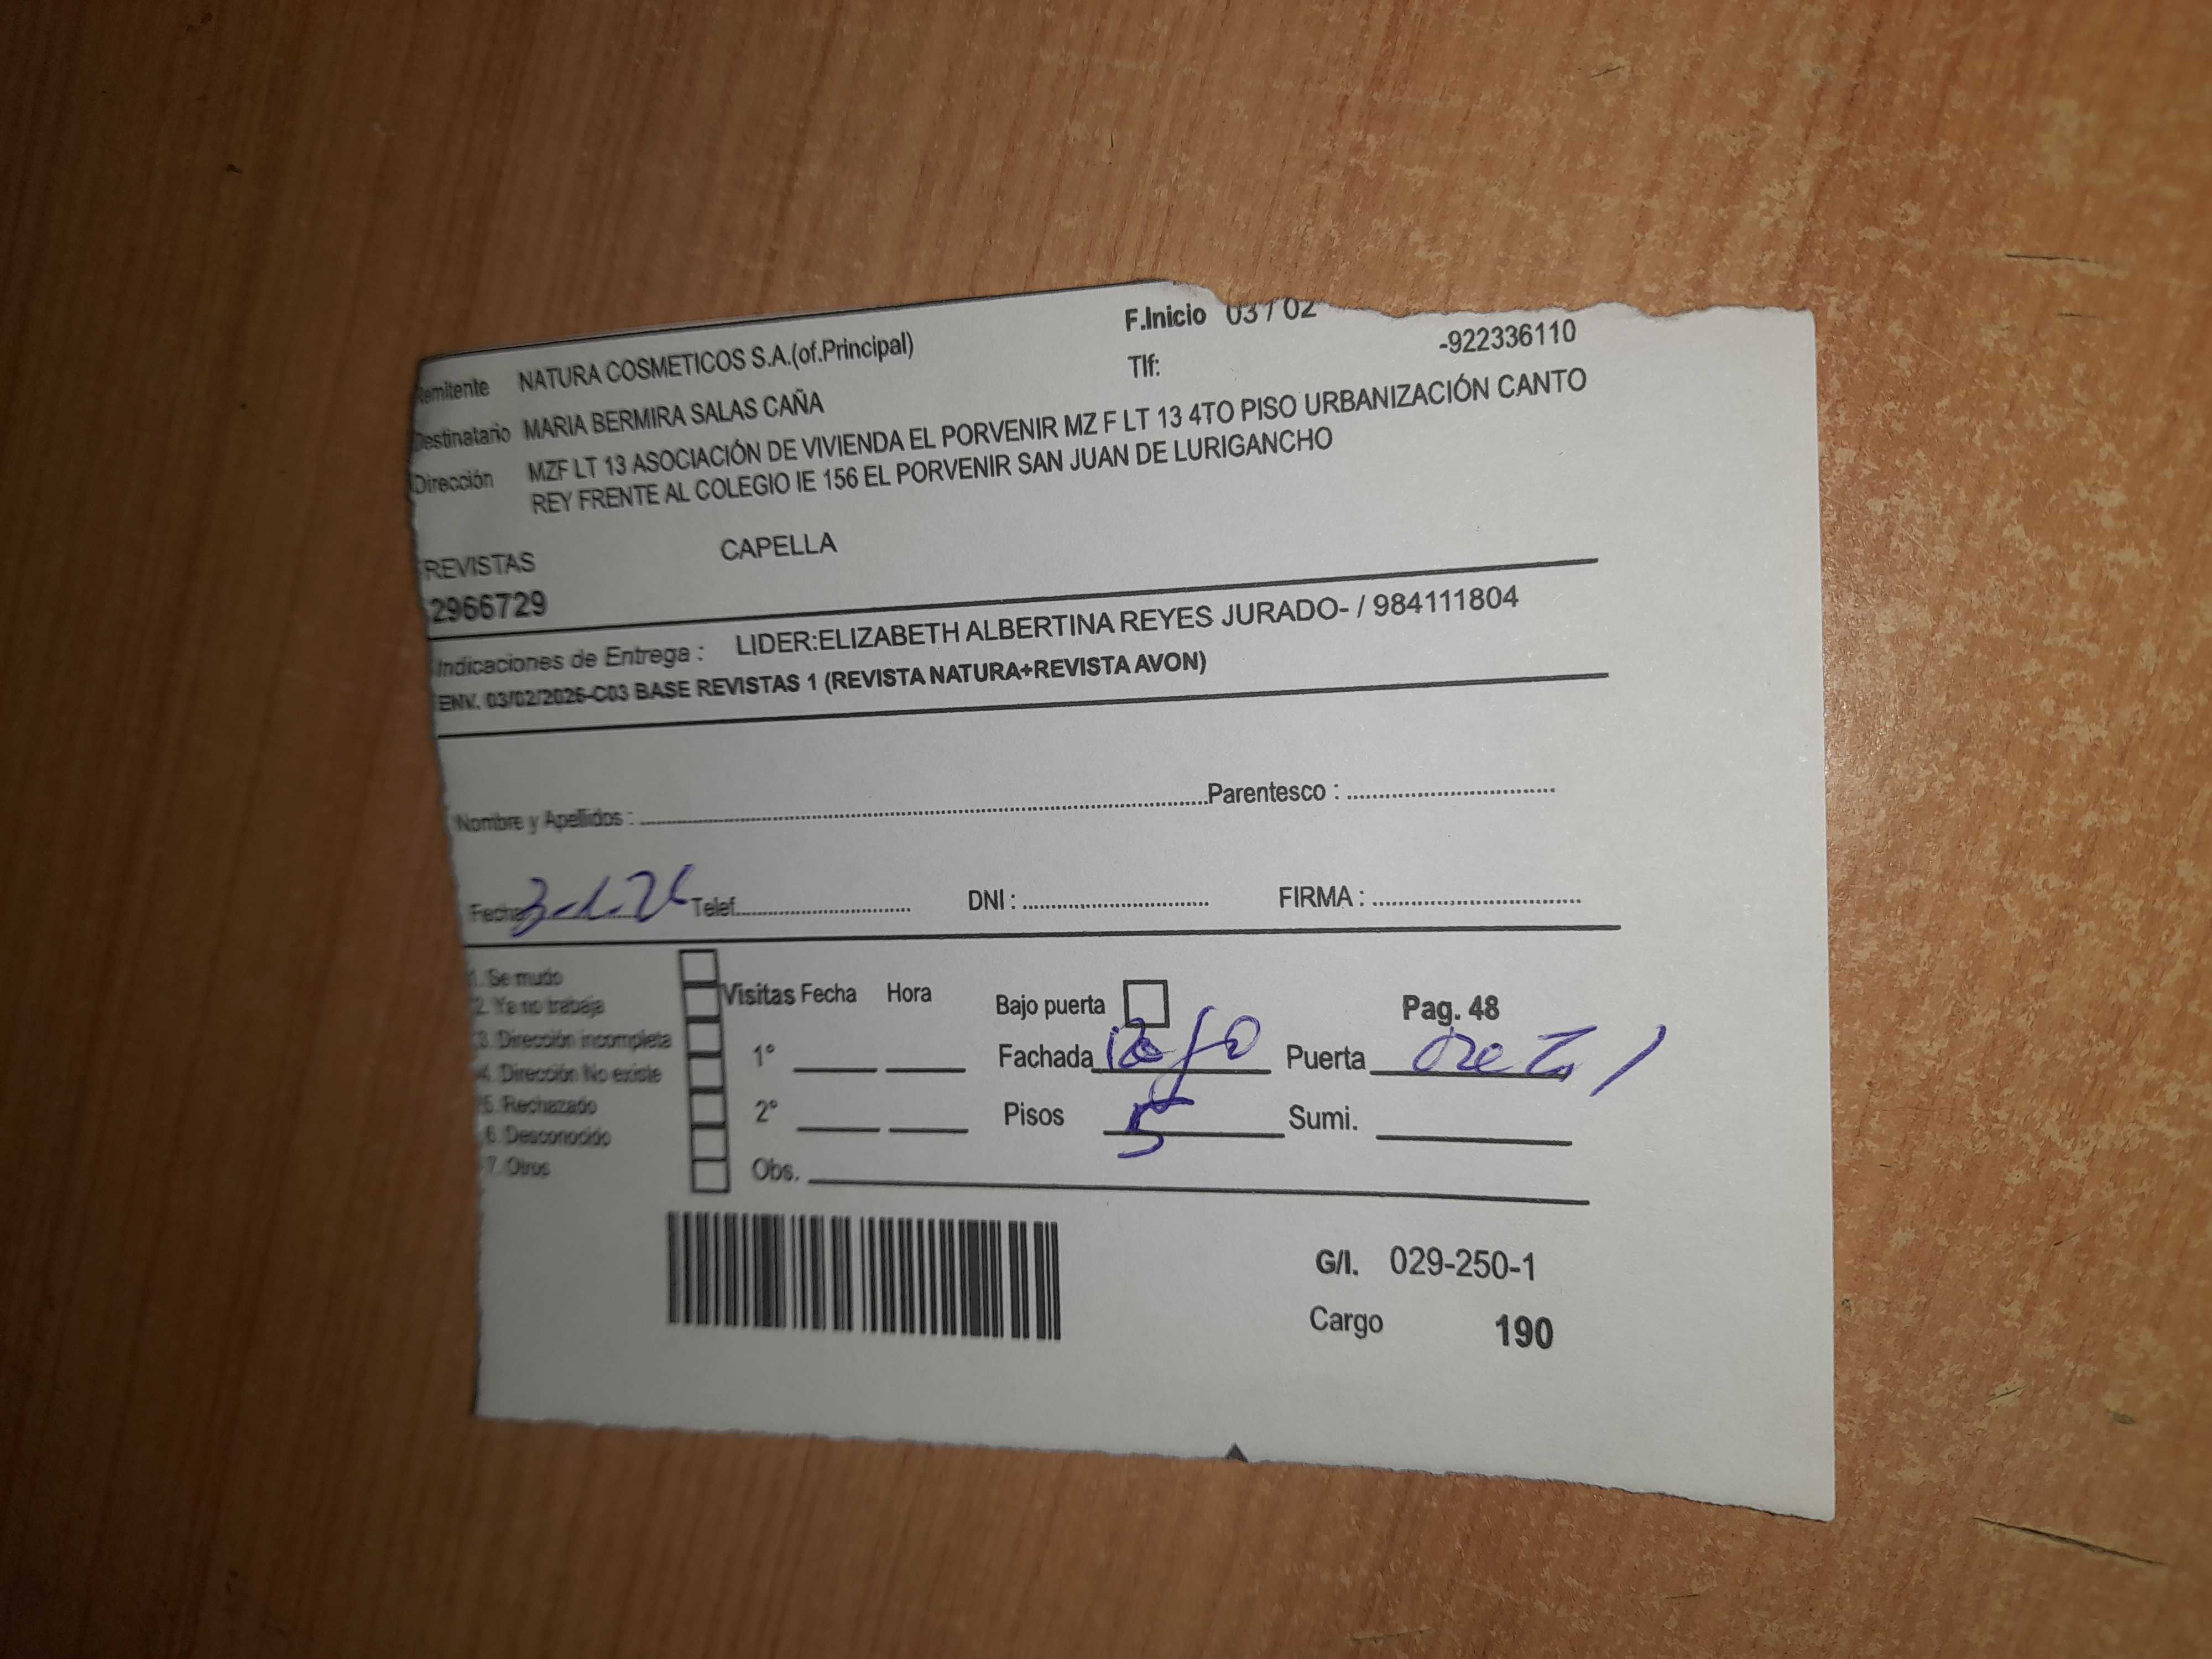 F.Inicio 03 / 02
Remitente NATURA COSMETICOS S.A.(of.Principal)
Tlf: -922336110
Destinatario MARIA BERMIRA SALAS CAÑA
Dirección MZF LT 13 ASOCIACIÓN DE VIVIENDA EL PORVENIR MZ F LT 13 4TO PISO URBANIZACIÓN CANTO
REY FRENTE AL COLEGIO IE 156 EL PORVENIR SAN JUAN DE LURIGANCHO
REVISTAS CAPELLA
2966729
Indicaciones de Entrega : LIDER:ELIZABETH ALBERTINA REYES JURADO- / 984111804
ENV. 03/02/2026-C03 BASE REVISTAS 1 (REVISTA NATURA+REVISTA AVON)
Nombre y Apellidos : Parentesco :
Fecha Telef. DNI : FIRMA :
1. Se mudo
2. Ya no trabaja
3. Dirección incompleta
4. Dirección No existe
5. Rechazado
6. Desconocido
7. Otros
Visitas Fecha Hora
1°
2°
Obs.
Bajo puerta Pag. 48
Fachada Puerta
Pisos 5 Sumi.
G/I. 029-250-1
Cargo 190